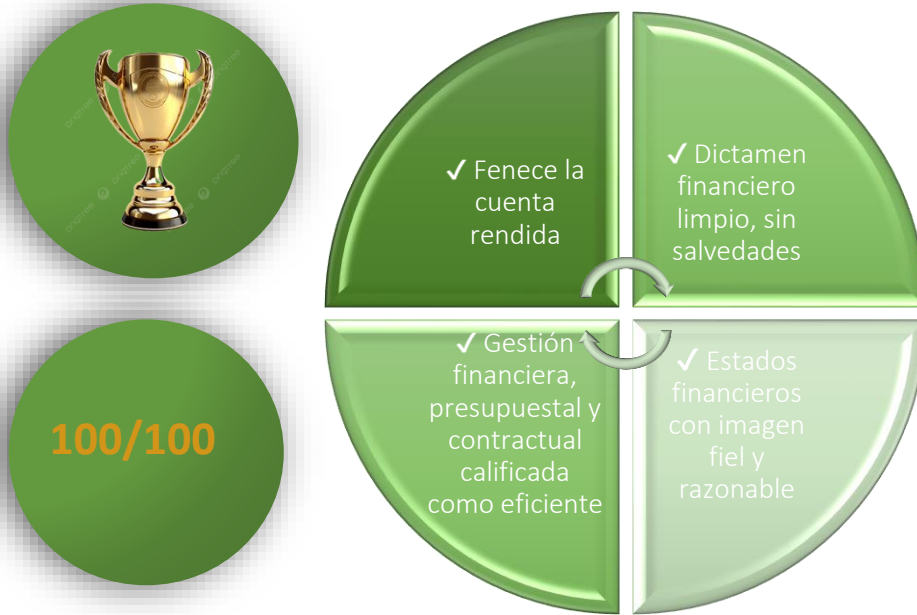 ✓ Fenece la
cuenta
rendida
✓ Dictamen
financiero
limpio, sin
salvedades
✓ Gestión
financiera,
presupuestal y
contractual
calificada
como eficiente
✓ Estados
financieros
con imagen
fiel y
razonable
100/100